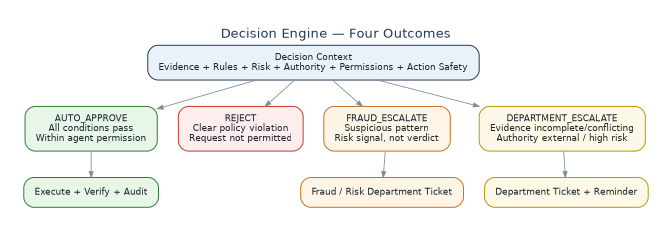 Decision Engine — Four Outcomes
Decision Context
Evidence + Rules + Risk + Authority + Permissions + Action Safety
AUTO_APPROVE
All conditions pass
Within agent permission
REJECT
Clear policy violation
Request not permitted
FRAUD_ESCALATE
Suspicious pattern
Risk signal, not verdict
DEPARTMENT_ESCALATE
Evidence incomplete/conflicting
Authority external / high risk
Execute + Verify + Audit
Fraud / Risk Department Ticket
Department Ticket + Reminder